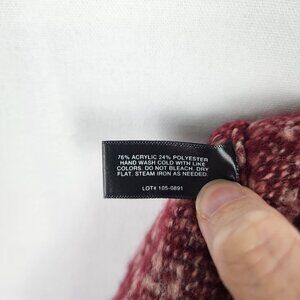 76% ACRYLIC 24% POLYESTER
HAND WASH COLD WITH LIKE
COLORS. DO NOT BLEACH. DRY
FLAT. STEAM IRON AS NEEDED.
LOT# 105-0891